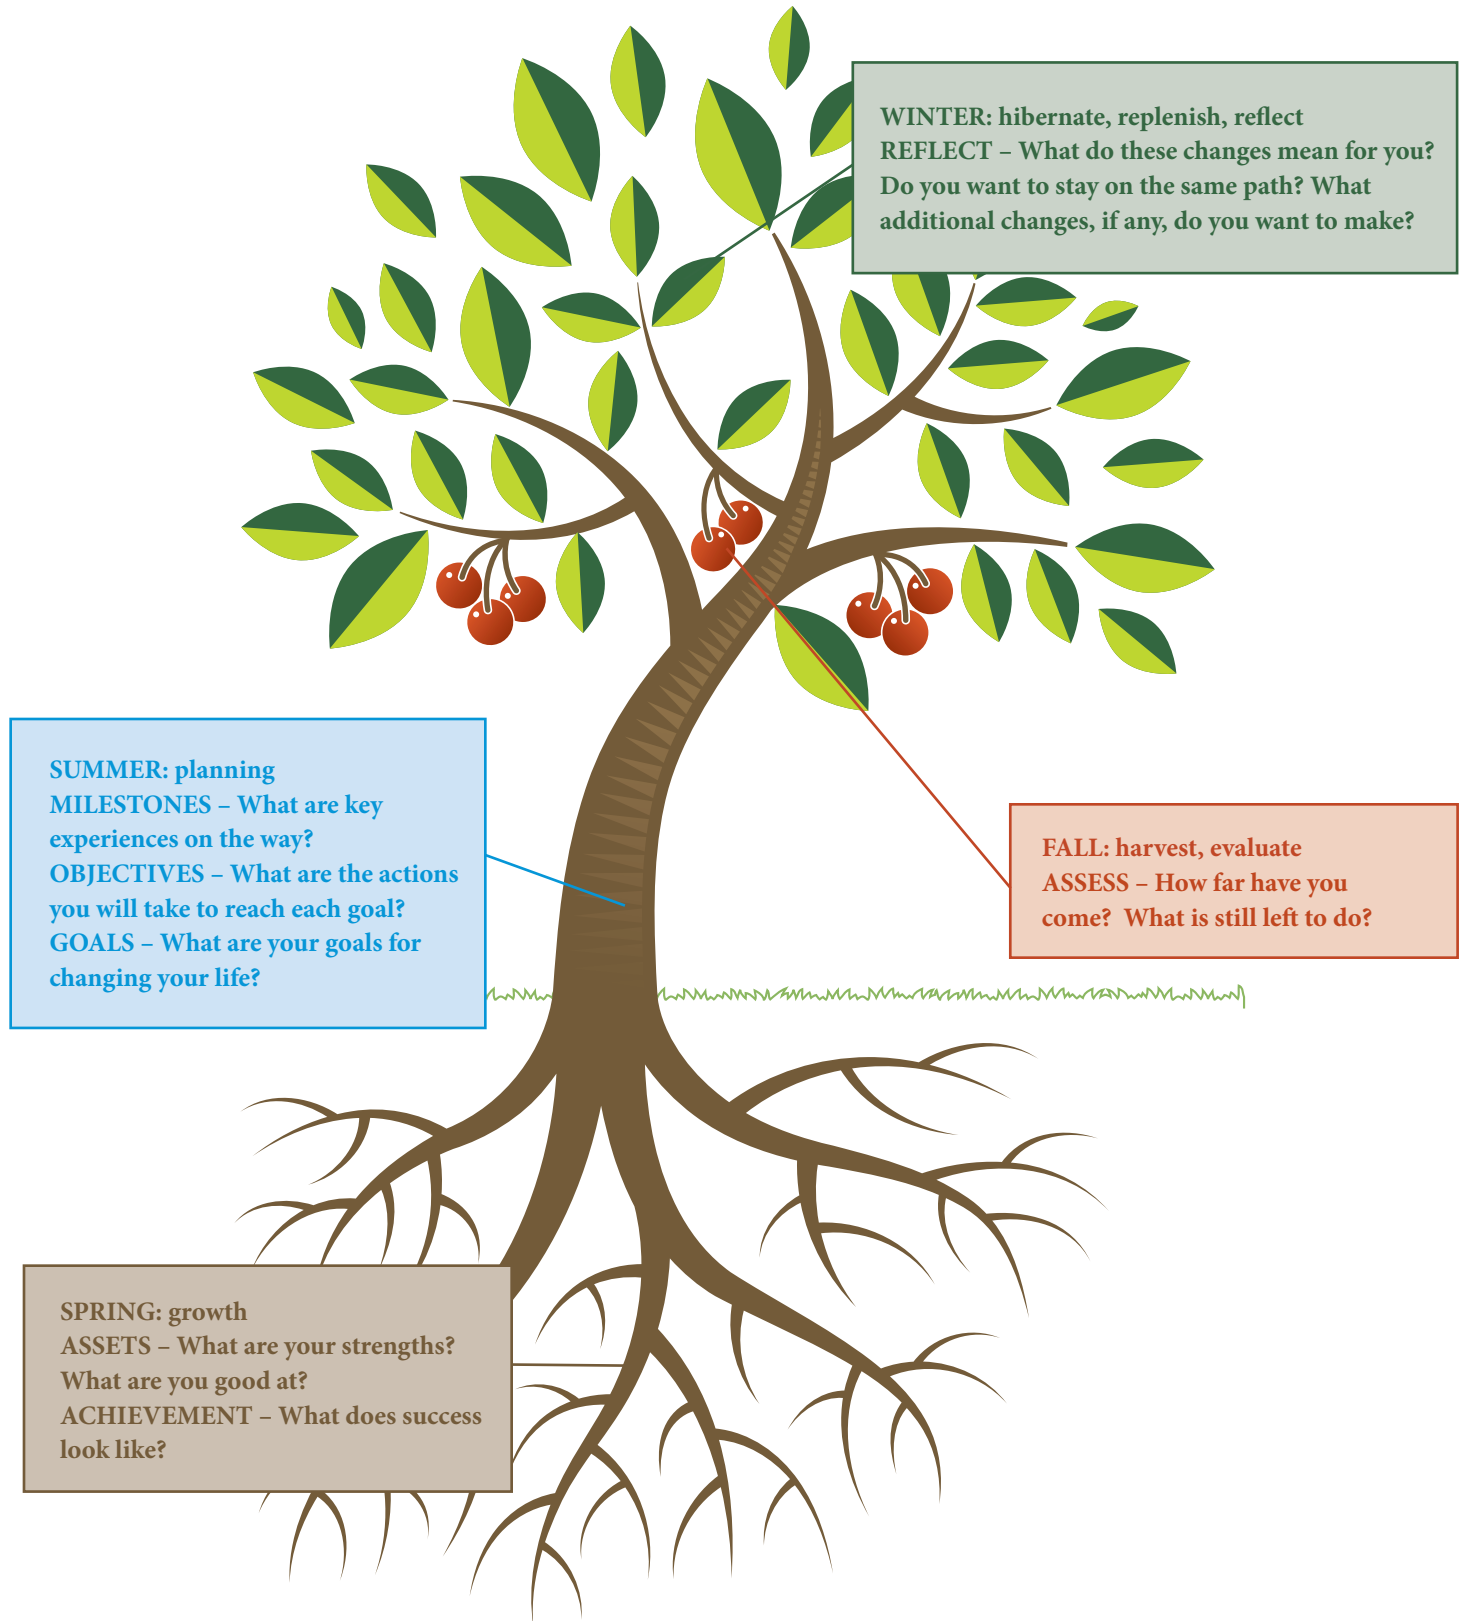 WINTER: hibernate, replenish, reflect
REFLECT – What do these changes mean for you?
Do you want to stay on the same path? What
additional changes, if any, do you want to make?
SUMMER: planning
MILESTONES – What are key
experiences on the way?
OBJECTIVES – What are the actions
you will take to reach each goal?
GOALS – What are your goals for
changing your life?
FALL: harvest, evaluate
ASSESS – How far have you
come?  What is still left to do?
SPRING: growth
ASSETS – What are your strengths?
What are you good at?
ACHIEVEMENT – What does success
look like?